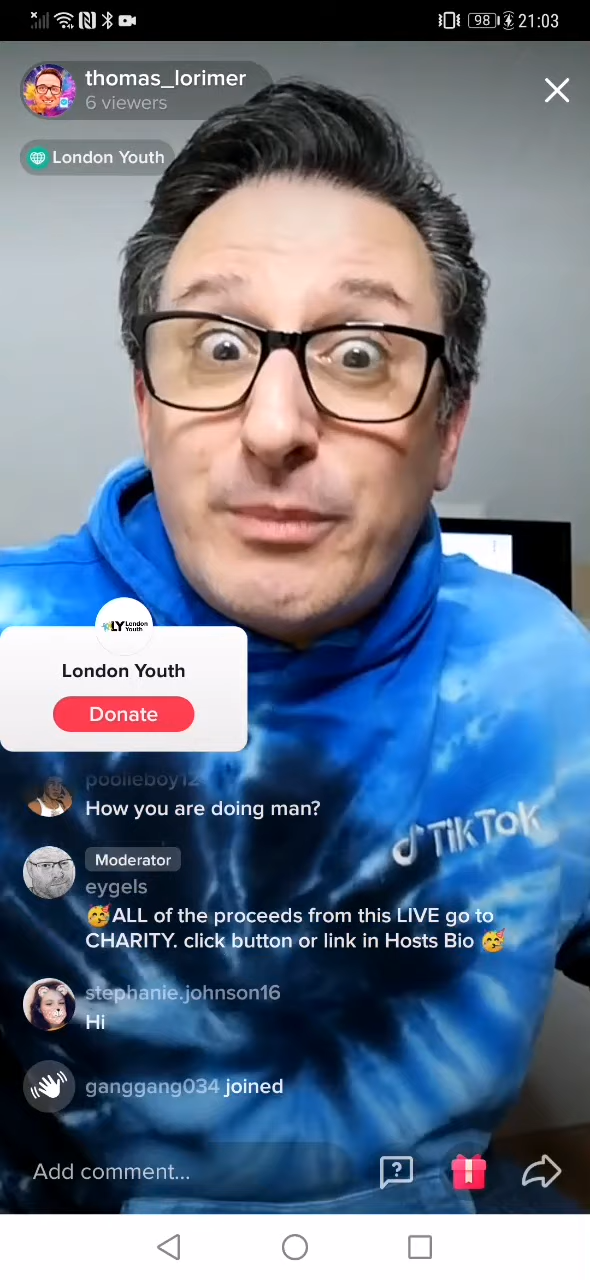 98
21:03
thomas_lorimer
6 viewers
London Youth
LY London
Youth
London Youth
Donate
poolieboy12
How you are doing man?
TikTok
Moderator
eygels
🥳ALL of the proceeds from this LIVE go to
CHARITY. click button or link in Hosts Bio 🥳
stephanie.johnson16
Hi
ganggang034 joined
Add comment...